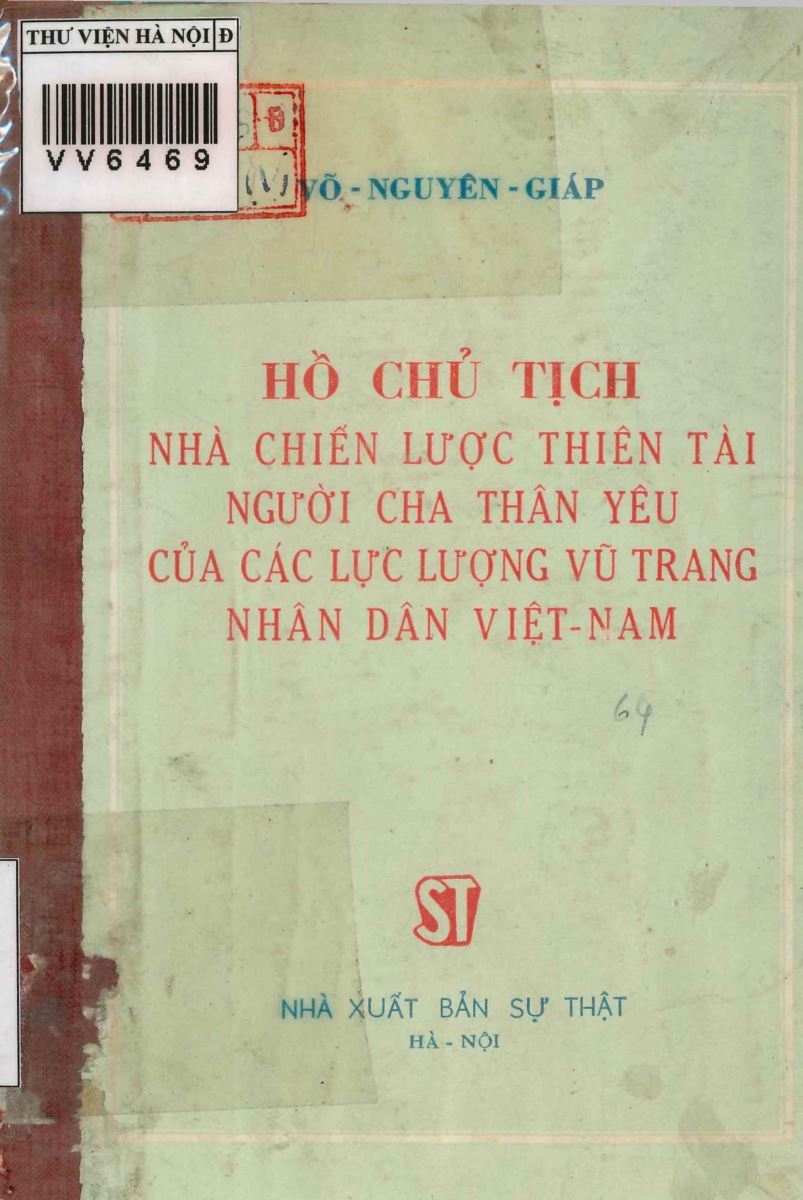 THƯ VIỆN HÀ NỘI Đ
VV6469
VÕ - NGUYÊN - GIÁP
HỒ CHỦ TỊCH
NHÀ CHIẾN LƯỢC THIÊN TÀI
NGƯỜI CHA THÂN YÊU
CỦA CÁC LỰC LƯỢNG VŨ TRANG
NHÂN DÂN VIỆT-NAM
64
ST
NHÀ XUẤT BẢN SỰ THẬT
HÀ - NỘI